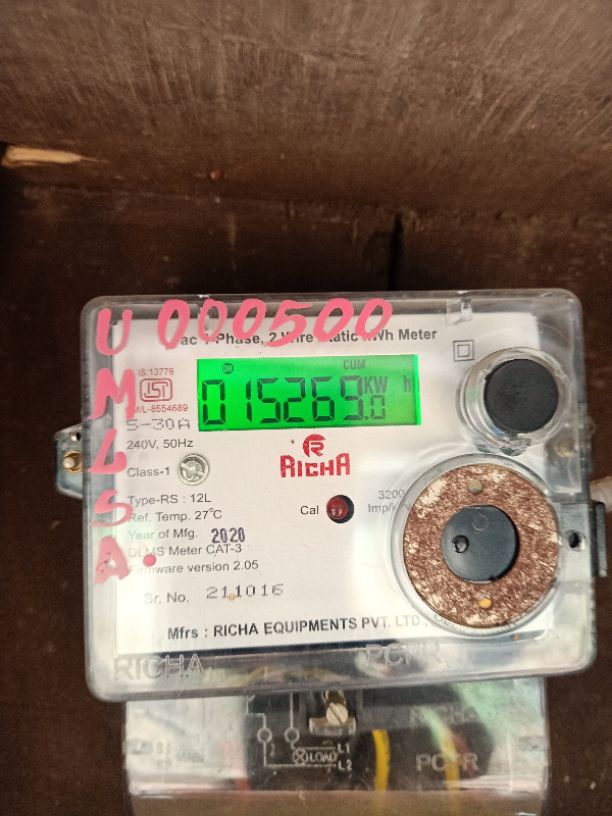 U 000500
M
L
S
A
ac 1 Phase, 2 Wire Static kWh Meter
IS:13779
CM/L-8554689
CUM
015269.0 KW h
5-30A
240V, 50Hz
Class-1
RICHA
Type-RS : 12L
Cal
3200
Ref. Temp. 27°C
Year of Mfg. 2020
DLMS Meter CAT-3
Firmware version 2.05
Sr. No. 211016
Mfrs : RICHA EQUIPMENTS PVT. LTD.,
RICHA PCPR
RICHA
LOAD L1
L2
PCPR